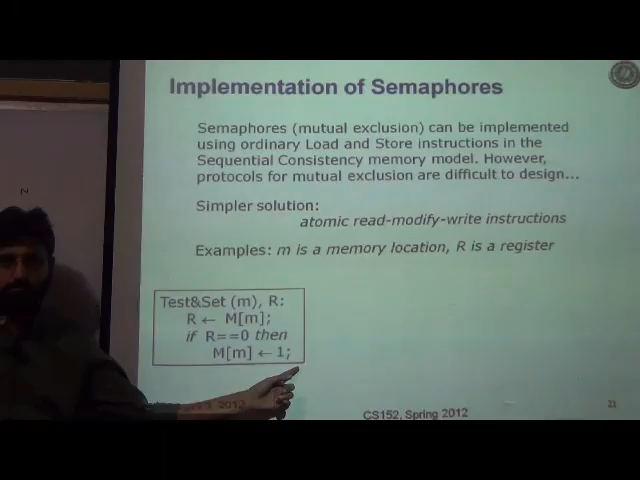 Implementation of Semaphores
Semaphores (mutual exclusion) can be implemented
using ordinary Load and Store instructions in the
Sequential Consistency memory model. However,
protocols for mutual exclusion are difficult to design...
Simpler solution:
atomic read-modify-write instructions
Examples: m is a memory location, R is a register
Test&Set (m), R:
R ← M[m];
if R==0 then
M[m] ← 1;
2012
CS152, Spring 2012
22